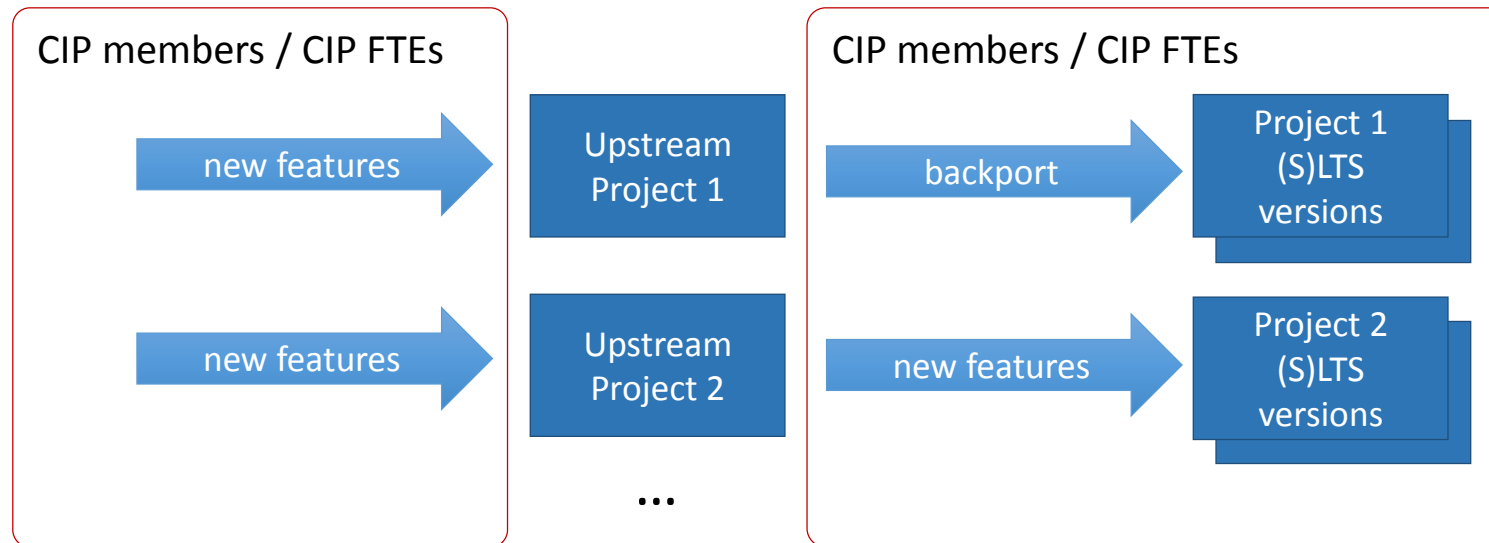 CIP members / CIP FTEs
new features
new features
Upstream
Project 1
Upstream
Project 2
...
CIP members / CIP FTEs
backport
Project 1
(S)LTS
versions
new features
Project 2
(S)LTS
versions